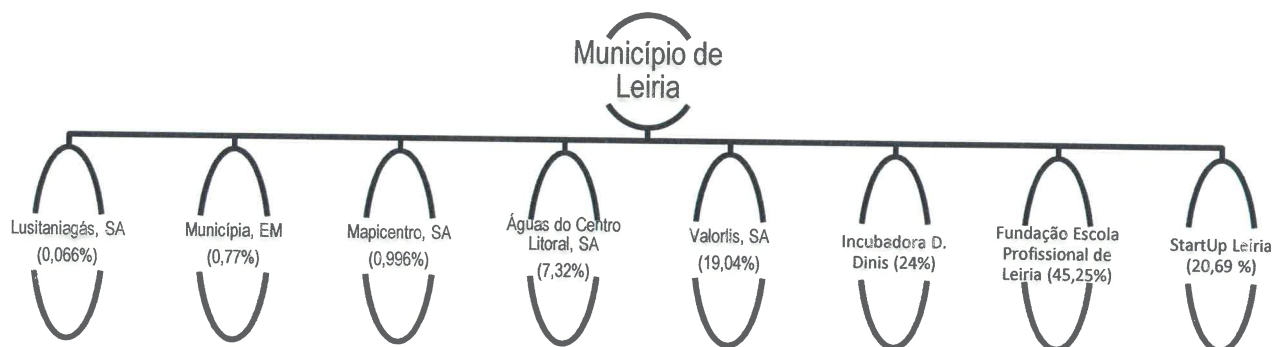 Município de
Leiria
Lusitaniagás, SA
(0,066%)
Município, EM
(0,77%)
Mapicentro, SA
(0,996%)
Águas do Centro
Litoral, SA
(7,32%)
Valorlis, SA
(19,04%)
Incubadora D.
Dinis (24%)
Fundação Escola
Profissional de
Leiria (45,25%)
StartUp Leiria
(20,69 %)